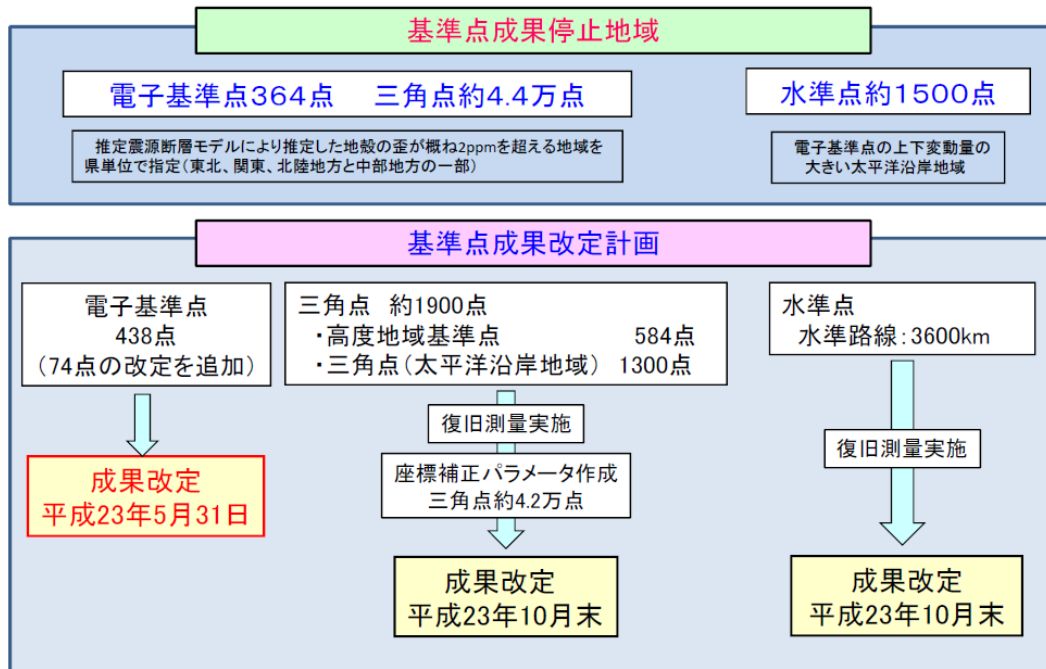 基準点成果停止地域
電子基準点364点　三角点約4.4万点
推定震源断層モデルにより推定した地殻の歪が概ね2ppmを超える地域を
県単位で指定(東北、関東、北陸地方と中部地方の一部)
水準点約1500点
電子基準点の上下変動量の
大きい太平洋沿岸地域
基準点成果改定計画
電子基準点
438点
(74点の改定を追加)
成果改定
平成23年5月31日
三角点　約1900点
・高度地域基準点　584点
・三角点(太平洋沿岸地域)　1300点
復旧測量実施
座標補正パラメータ作成
三角点約4.2万点
成果改定
平成23年10月末
水準点
水準路線:3600km
復旧測量実施
成果改定
平成23年10月末